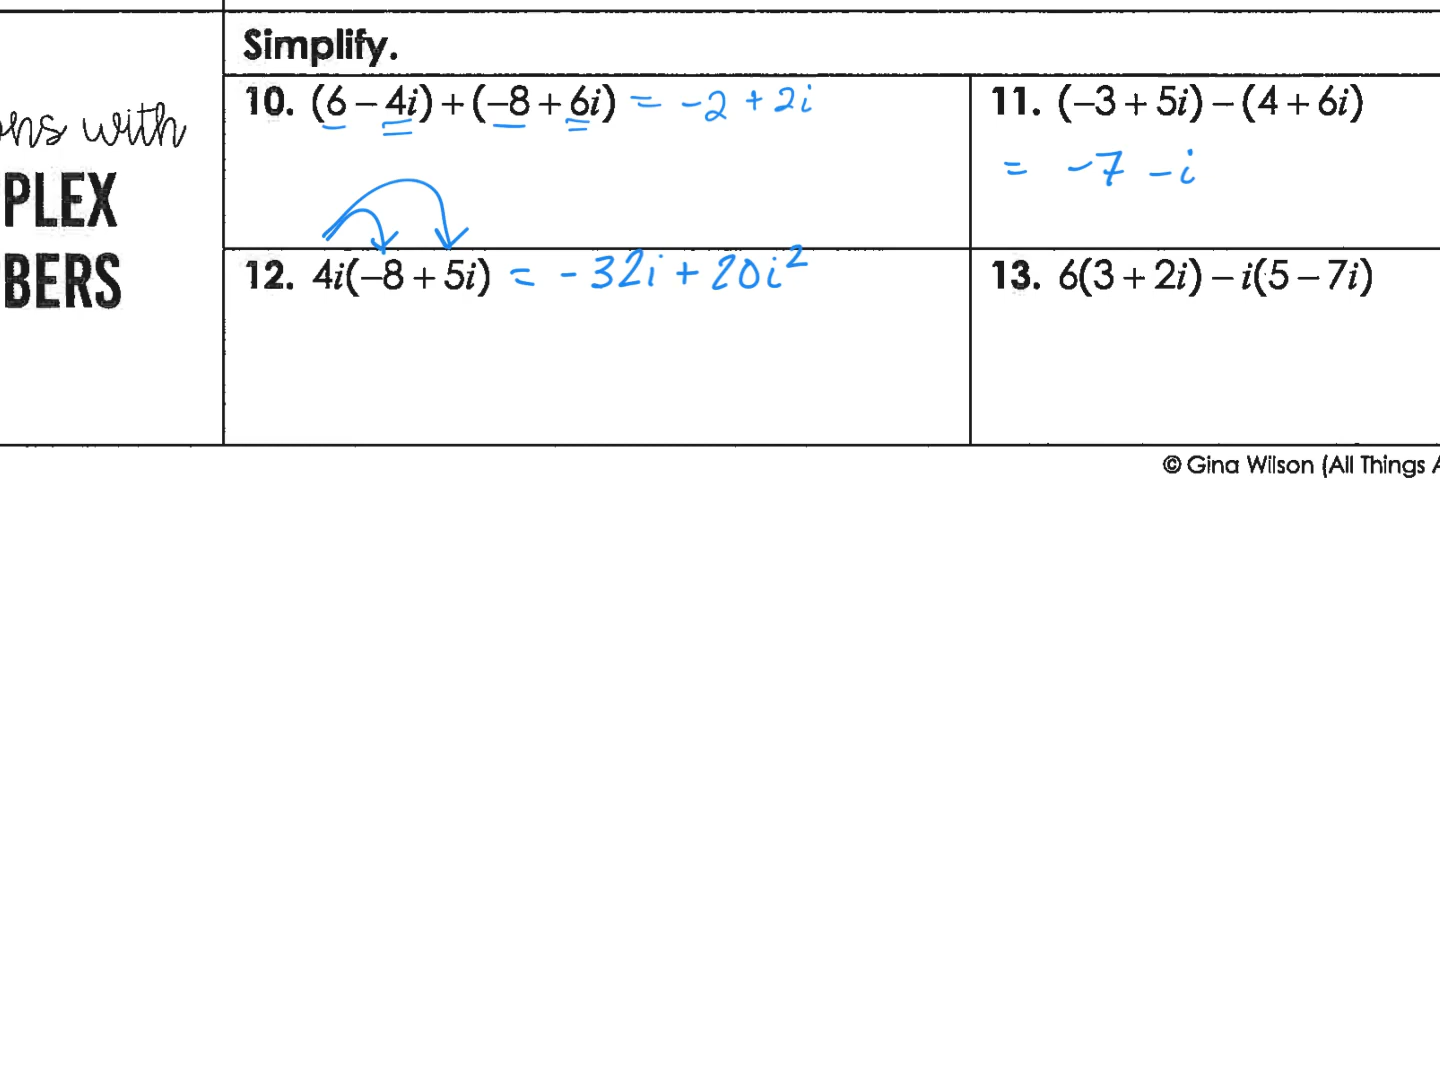 Simplify.
10. (6 – 4i) + (–8 + 6i) = -2 + 2i
11. (–3 + 5i) – (4 + 6i)
= -7 - i
ons with
PLEX
BERS
12. 4i(–8 + 5i) = -32i + 20i²
13. 6(3 + 2i) – i(5 – 7i)
© Gina Wilson (All Things A